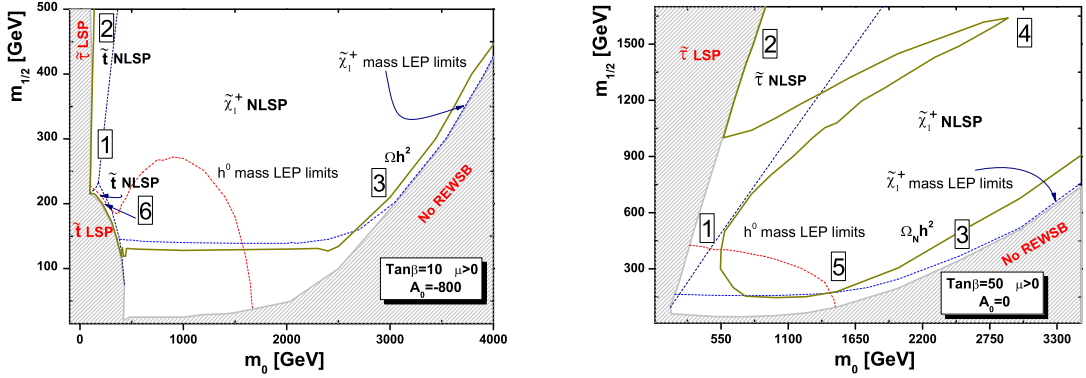 500
400
300
200
100
m1/2 [GeV]
0
1000
2000
3000
4000
m0 [GeV]
τ̃ LSP
2
t̃ NLSP
1
t̃ NLSP
6
t̃ LSP
χ̃1+ NLSP
χ̃1+ mass LEP limits
h0 mass LEP limits
Ωh2
3
No REWSB
Tanβ=10 μ>0
A0=-800
1500
1200
900
600
300
m1/2 [GeV]
550
1100
1650
2200
2750
3300
m0 [GeV]
τ̃ LSP
2
τ̃ NLSP
4
χ̃1+ NLSP
χ̃1+ mass LEP limits
1
h0 mass LEP limits
5
ΩNh2
3
No REWSB
Tanβ=50 μ>0
A0=0